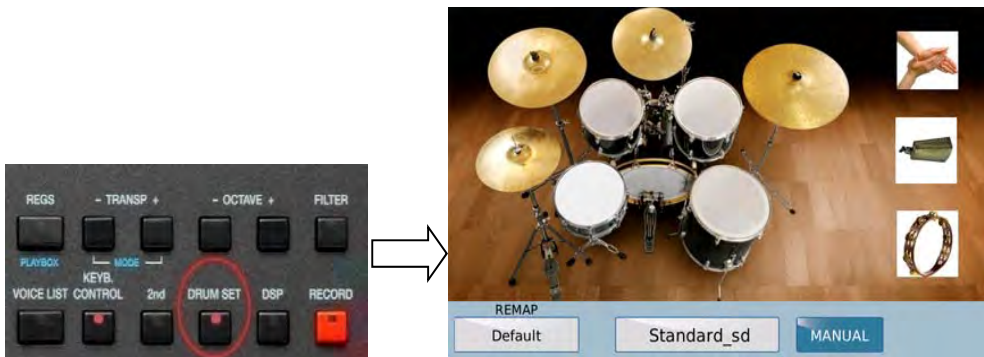 REGS
- TRANSP +
- OCTAVE +
FILTER
PLAYBOX
MODE
VOICE LIST
KEYB.
CONTROL
2nd
DRUM SET
DSP
RECORD
REMAP
Default
Standard_sd
MANUAL